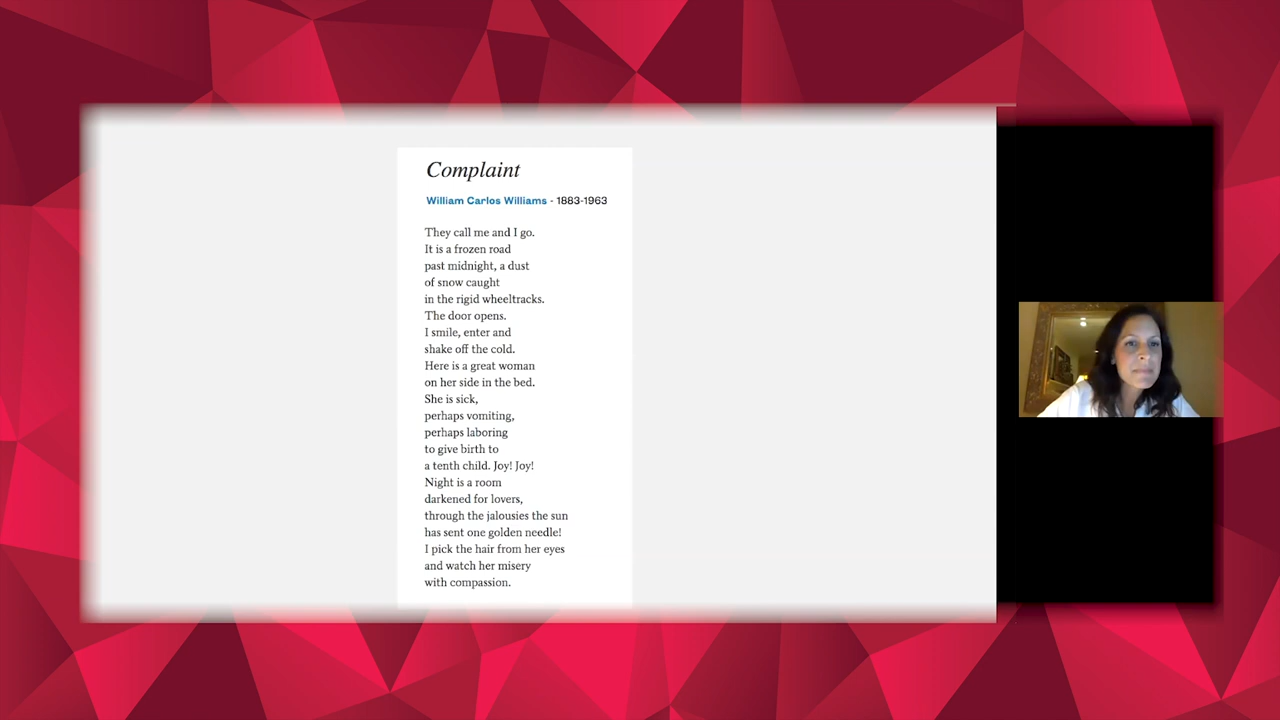 Complaint
William Carlos Williams - 1883-1963
They call me and I go.
It is a frozen road
past midnight, a dust
of snow caught
in the rigid wheeltracks.
The door opens.
I smile, enter and
shake off the cold.
Here is a great woman
on her side in the bed.
She is sick,
perhaps vomiting,
perhaps laboring
to give birth to
a tenth child. Joy! Joy!
Night is a room
darkened for lovers,
through the jalousies the sun
has sent one golden needle!
I pick the hair from her eyes
and watch her misery
with compassion.